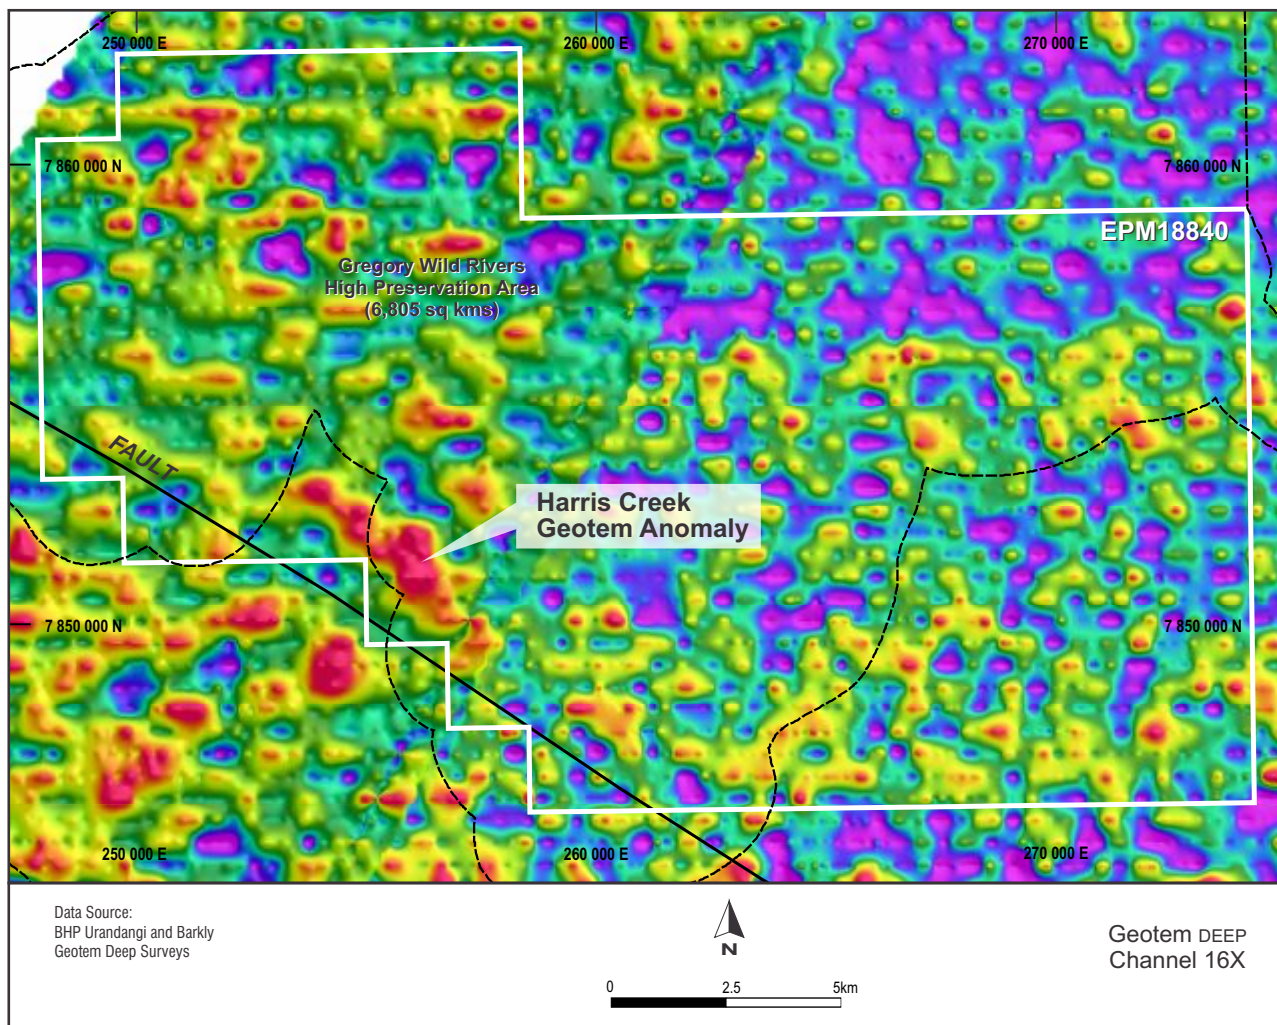 250 000 E
260 000 E
270 000 E
7 860 000 N
7 860 000 N
EPM18840
Gregory Wild Rivers
High Preservation Area
(6,805 sq kms)
FAULT
Harris Creek
Geotem Anomaly
7 850 000 N
7 850 000 N
250 000 E
260 000 E
270 000 E
Data Source:
BHP Urandangi and Barkly
Geotem Deep Surveys
N
0
2.5
5km
Geotem DEEP
Channel 16X